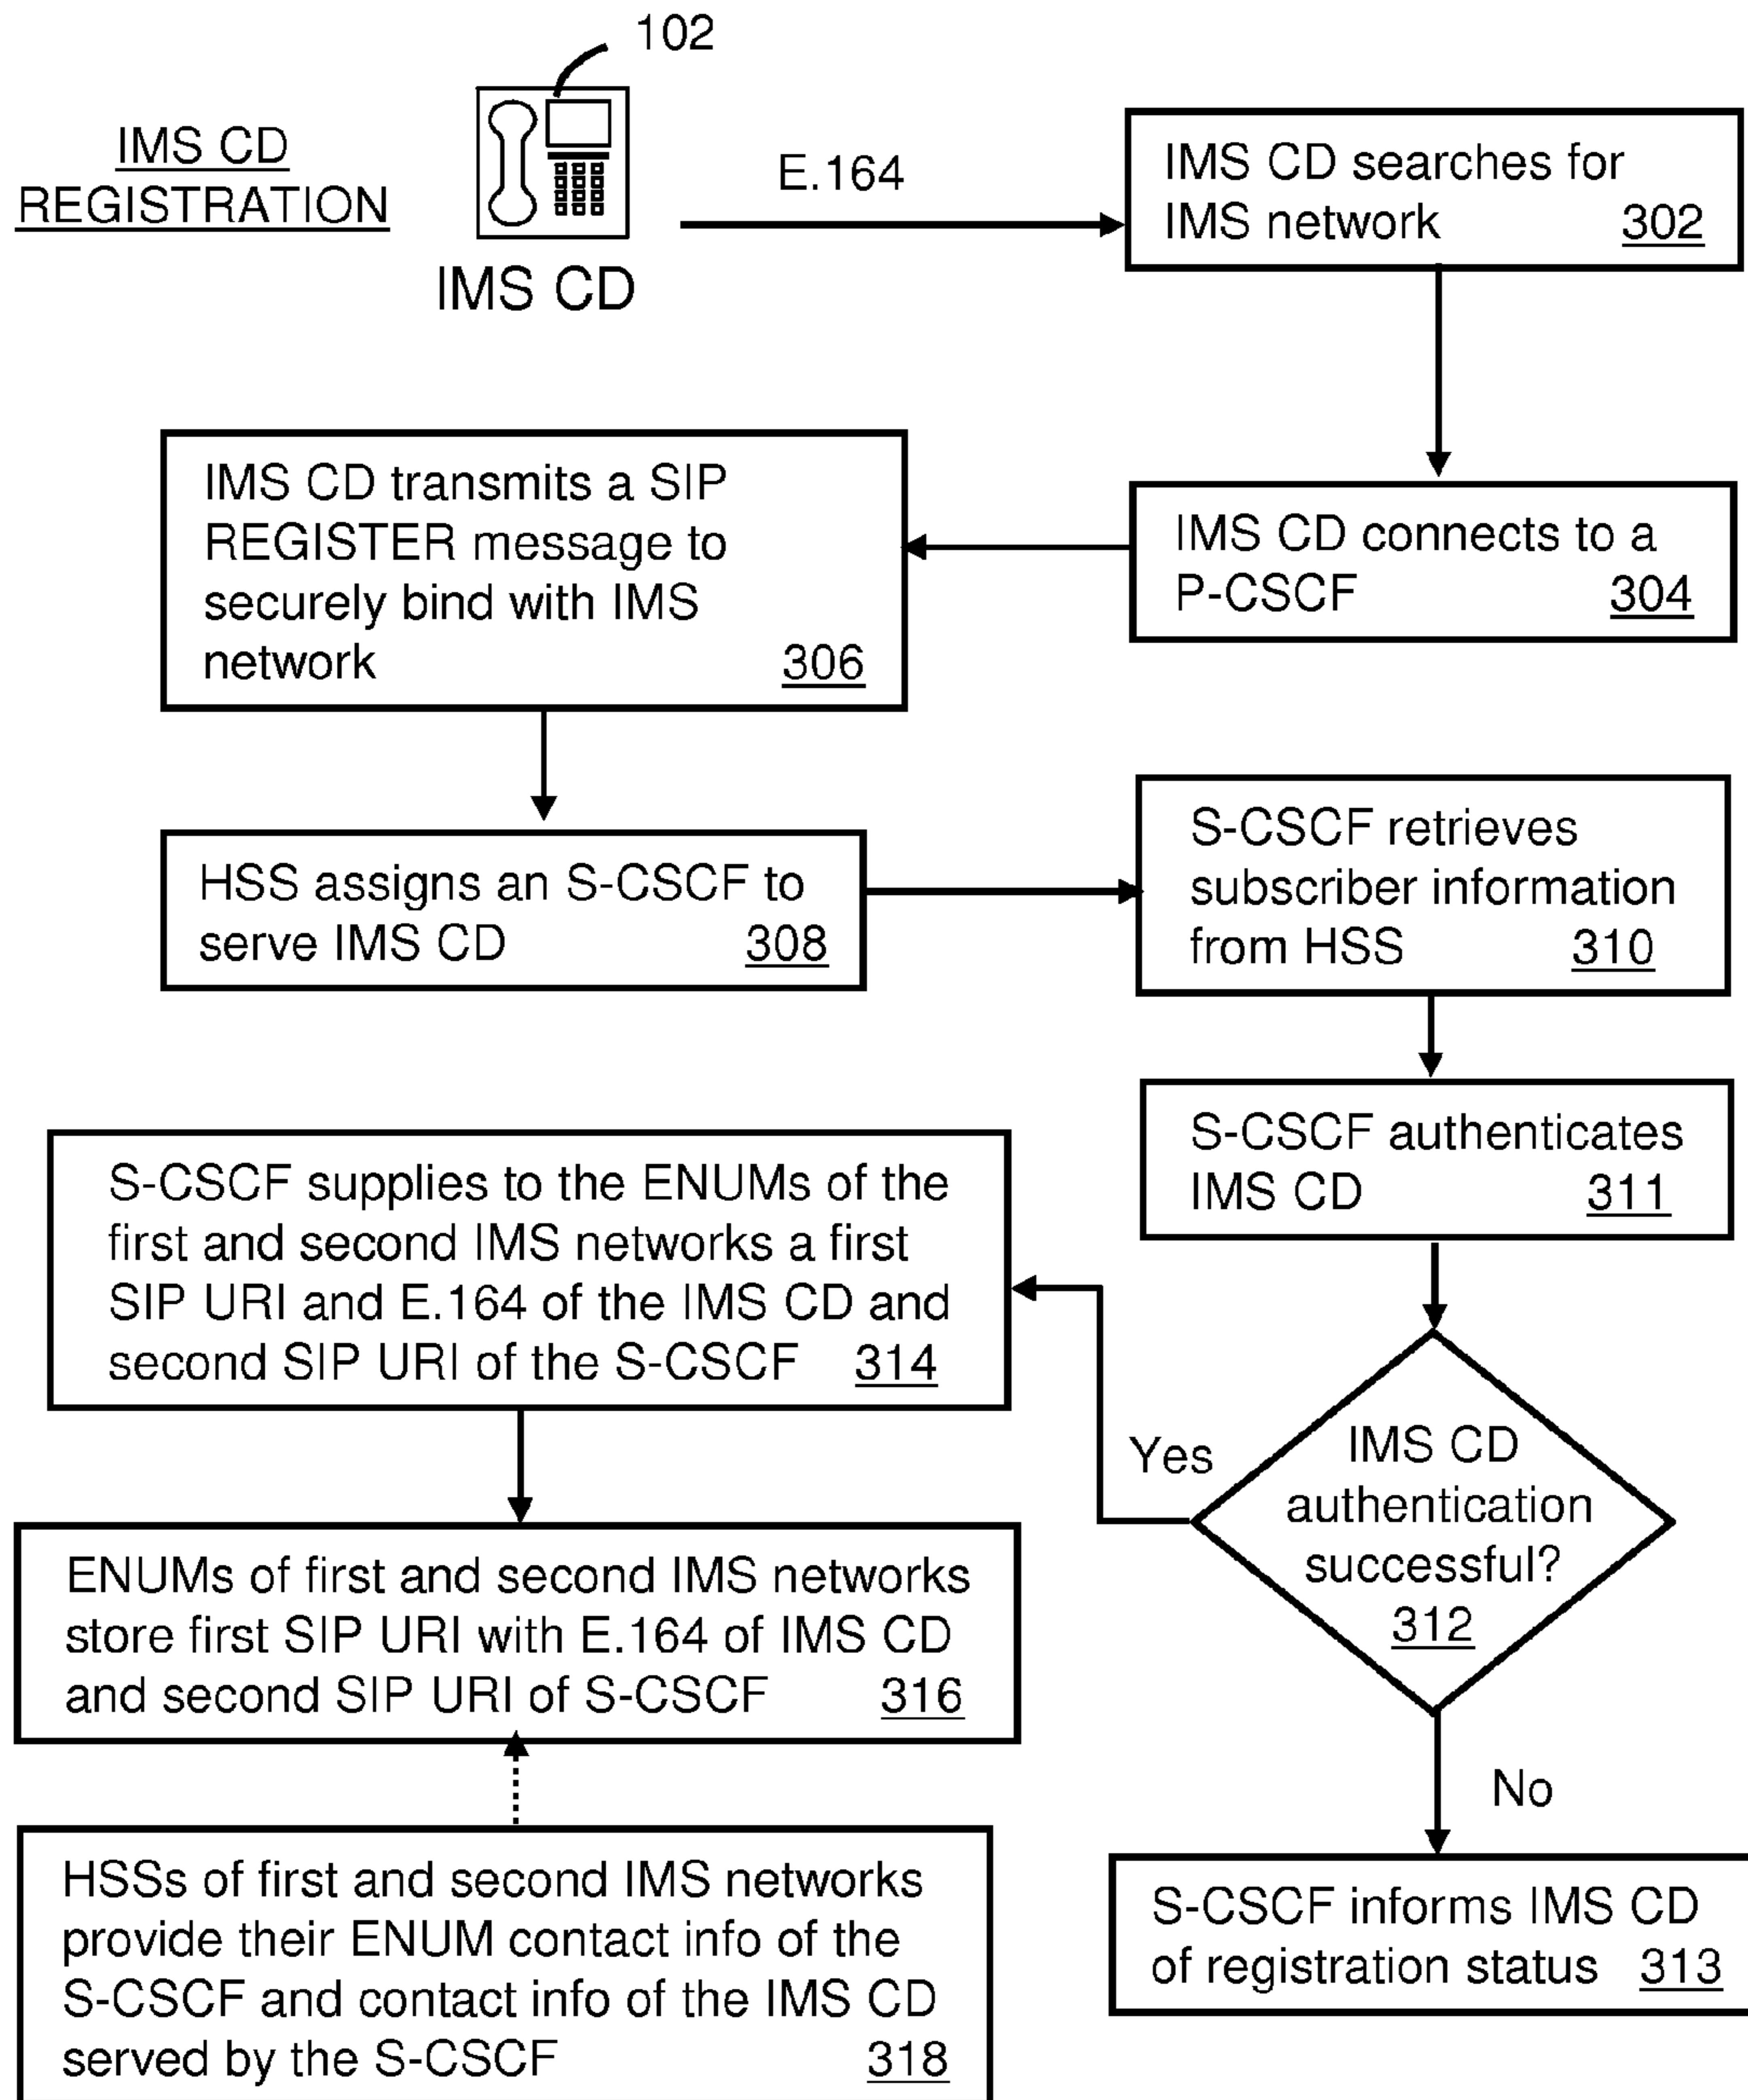 102
IMS CD
REGISTRATION
IMS CD
E.164
IMS CD searches for
IMS network 302
IMS CD connects to a
P-CSCF 304
IMS CD transmits a SIP
REGISTER message to
securely bind with IMS
network 306
HSS assigns an S-CSCF to
serve IMS CD 308
S-CSCF retrieves
subscriber information
from HSS 310
S-CSCF authenticates
IMS CD 311
IMS CD
authentication
successful?
312
Yes
No
S-CSCF informs IMS CD
of registration status 313
S-CSCF supplies to the ENUMs of the
first and second IMS networks a first
SIP URI and E.164 of the IMS CD and
second SIP URI of the S-CSCF 314
ENUMs of first and second IMS networks
store first SIP URI with E.164 of IMS CD
and second SIP URI of S-CSCF 316
HSSs of first and second IMS networks
provide their ENUM contact info of the
S-CSCF and contact info of the IMS CD
served by the S-CSCF 318